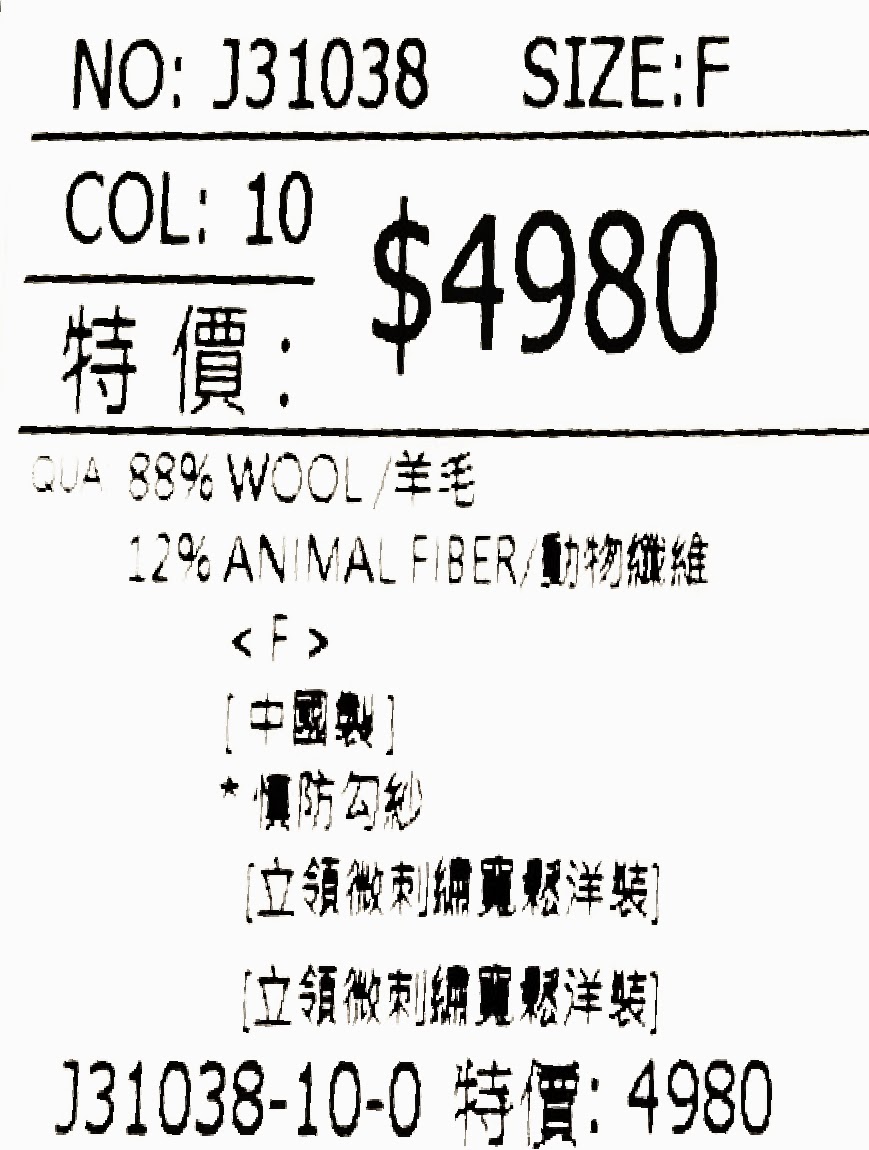 NO: J31038 SIZE:F
COL: 10
$4980
特價:
QUA 88% WOOL/羊毛
12% ANIMAL FIBER/動物纖維
<F>
[中國製]
*慎防勾紗
[立領微刺繡寬鬆洋裝]
[立領微刺繡寬鬆洋裝]
J31038-10-0 特價: 4980